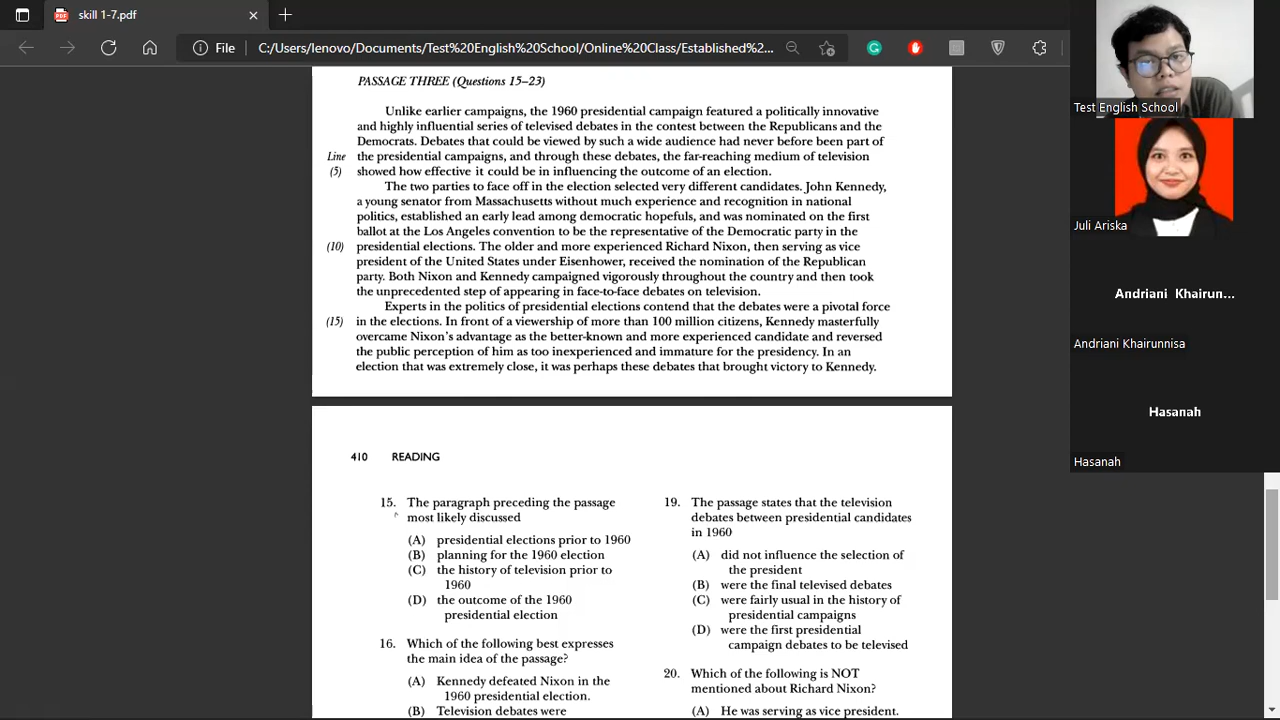 skill 1-7.pdf
File
C:/Users/lenovo/Documents/Test%20English%20School/Online%20Class/Established%2...
PASSAGE THREE (Questions 15–23)
Unlike earlier campaigns, the 1960 presidential campaign featured a politically innovative
and highly influential series of televised debates in the contest between the Republicans and the
Democrats. Debates that could be viewed by such a wide audience had never before been part of
Line the presidential campaigns, and through these debates, the far-reaching medium of television
(5) showed how effective it could be in influencing the outcome of an election.
The two parties to face off in the election selected very different candidates. John Kennedy,
a young senator from Massachusetts without much experience and recognition in national
politics, established an early lead among democratic hopefuls, and was nominated on the first
ballot at the Los Angeles convention to be the representative of the Democratic party in the
(10) presidential elections. The older and more experienced Richard Nixon, then serving as vice
president of the United States under Eisenhower, received the nomination of the Republican
party. Both Nixon and Kennedy campaigned vigorously throughout the country and then took
the unprecedented step of appearing in face-to-face debates on television.
Experts in the politics of presidential elections contend that the debates were a pivotal force
(15) in the elections. In front of a viewership of more than 100 million citizens, Kennedy masterfully
overcame Nixon's advantage as the better-known and more experienced candidate and reversed
the public perception of him as too inexperienced and immature for the presidency. In an
election that was extremely close, it was perhaps these debates that brought victory to Kennedy.
410 READING
15. The paragraph preceding the passage
most likely discussed
(A) presidential elections prior to 1960
(B) planning for the 1960 election
(C) the history of television prior to
1960
(D) the outcome of the 1960
presidential election
16. Which of the following best expresses
the main idea of the passage?
(A) Kennedy defeated Nixon in the
1960 presidential election.
(B) Television debates were
19. The passage states that the television
debates between presidential candidates
in 1960
(A) did not influence the selection of
the president
(B) were the final televised debates
(C) were fairly usual in the history of
presidential campaigns
(D) were the first presidential
campaign debates to be televised
20. Which of the following is NOT
mentioned about Richard Nixon?
(A) He was serving as vice president.
Test English School
Juli Ariska
Andriani Khairun...
Andriani Khairunnisa
Hasanah
Hasanah